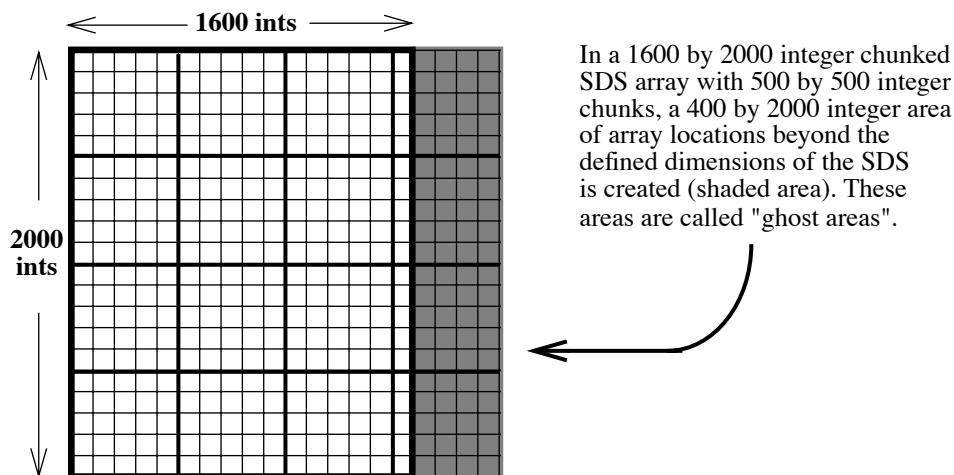 1600 ints
In a 1600 by 2000 integer chunked
SDS array with 500 by 500 integer
chunks, a 400 by 2000 integer area
of array locations beyond the
defined dimensions of the SDS
is created (shaded area). These
areas are called "ghost areas".
2000
ints